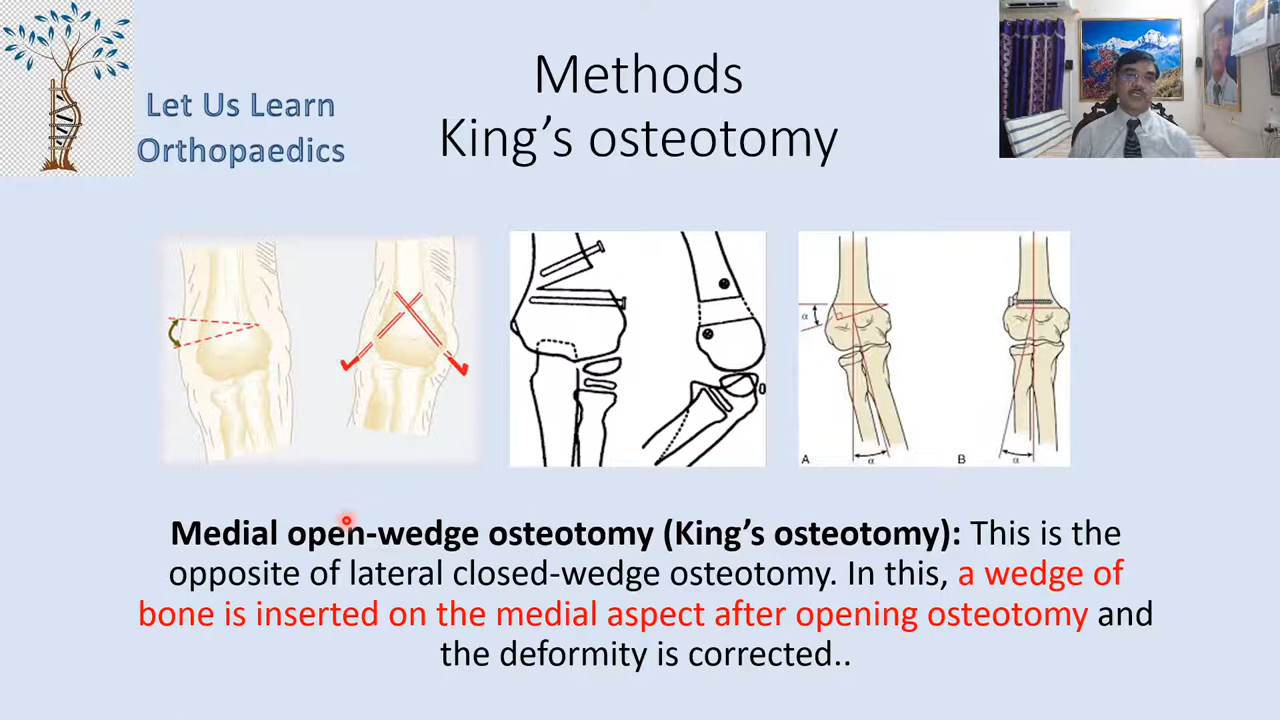 Let Us Learn
Orthopaedics
Methods
King’s osteotomy
α
A
α
B
α
Medial open-wedge osteotomy (King’s osteotomy): This is the
opposite of lateral closed-wedge osteotomy. In this, a wedge of
bone is inserted on the medial aspect after opening osteotomy and
the deformity is corrected..